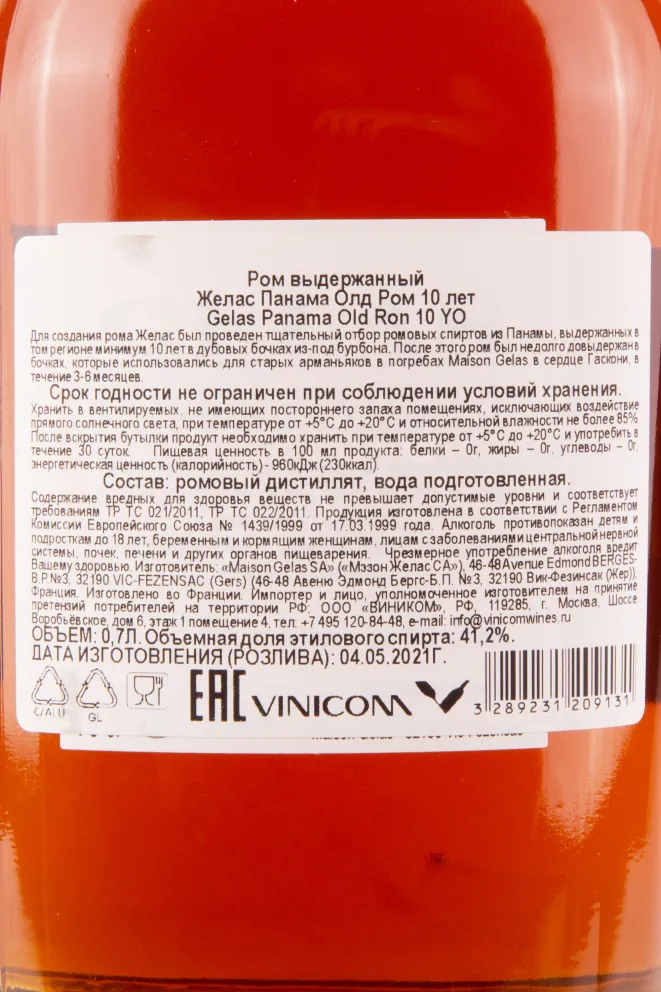 Ром выдержанный
Желас Панама Олд Ром 10 лет
Gelas Panama Old Ron 10 YO
Для создания рома Желас был проведен тщательный отбор ромовых спиртов из Панамы, выдержанных в
том регионе минимум 10 лет в дубовых бочках из-под бурбона. После этого ром был недолго довыдержан в
бочках, которые использовались для старых арманьяков в погребах Maison Gelas в сердце Гаскони, в
течение 3-6 месяцев.
Срок годности не ограничен при соблюдении условий хранения.
Хранить в вентилируемых, не имеющих постороннего запаха помещениях, исключающих воздействие
прямого солнечного света, при температуре от +5°С до +20°С и относительной влажности не более 85%
После вскрытия бутылки продукт необходимо хранить при температуре от +5°С до +20°С и употребить в
течение 30 суток. Пищевая ценность в 100 мл продукта: белки – 0г, жиры – 0г. углеводы – 0г.
энергетическая ценность (калорийность) - 960кДж (230ккал).
Состав: ромовый дистиллят, вода подготовленная.
Содержание вредных для здоровья веществ не превышает допустимые уровни и соответствует
требованиям ТР ТС 021/2011, ТР ТС 022/2011. Продукция изготовлена в соответствии с Регламентом
Комиссии Европейского Союза № 1439/1999 от 17.03.1999 года. Алкоголь противопоказан детям и
подросткам до 18 лет, беременным и кормящим женщинам, лицам с заболеваниями центральной нервной
системы, почек, печени и других органов пищеварения. Чрезмерное употребление алкоголя вредит
Вашему здоровью. Изготовитель: «Maison Gelas SA» («Мэзон Желас СА»), 46-48 Avenue Edmond BERGES-
B.P. №3, 32190 VIC-FEZENSAC (Gers) (46-48 Авеню Эдмонд Бергс-Б.П. №3, 32190 Вик-Фезинсак (Жер)),
Франция. Изготовлено во Франции. Импортер и лицо, уполномоченное изготовителем на принятие
претензий потребителей на территории РФ: ООО «ВИНИКОМ», РФ, 119285, г. Москва, Шоссе
Воробьёвское, дом 6, этаж 1 помещение 4, тел: +7 495 120-84-48, e-mail: info@vinicomwines.ru
ОБЪЕМ: 0,7Л. Объемная доля этилового спирта: 41,2%.
ДАТА ИЗГОТОВЛЕНИЯ (РОЗЛИВА): 04.05.2021Г.
C/ALU
GL
EAC
VINICOM
3 289231 209131